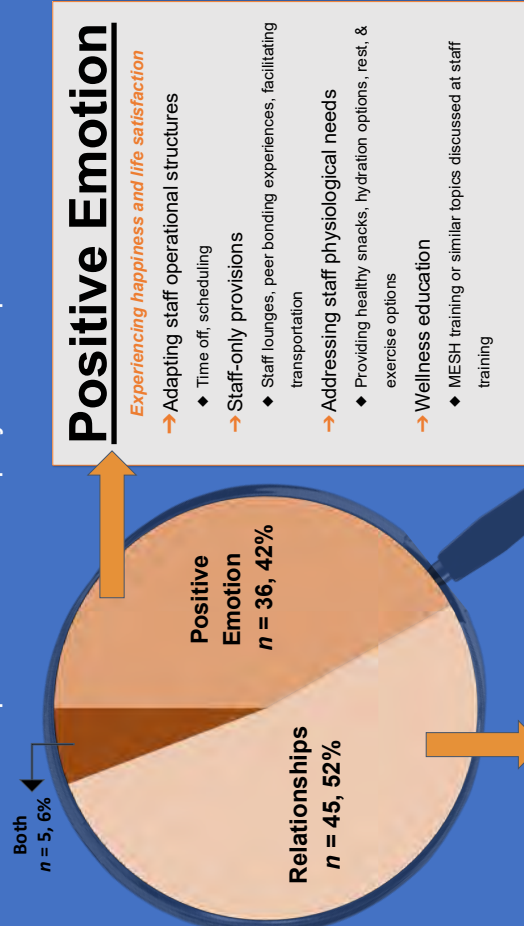 Both
n = 5, 6%
Positive
Emotion
n = 36, 42%
Relationships
n = 45, 52%
Positive Emotion
Experiencing happiness and life satisfaction
→Adapting staff operational structures
◆ Time off, scheduling
→Staff-only provisions
◆ Staff lounges, peer bonding experiences, facilitating
transportation
→Addressing staff physiological needs
◆ Providing healthy snacks, hydration options, rest, &
exercise options
→Wellness education
◆ MESH training or similar topics discussed at staff
training